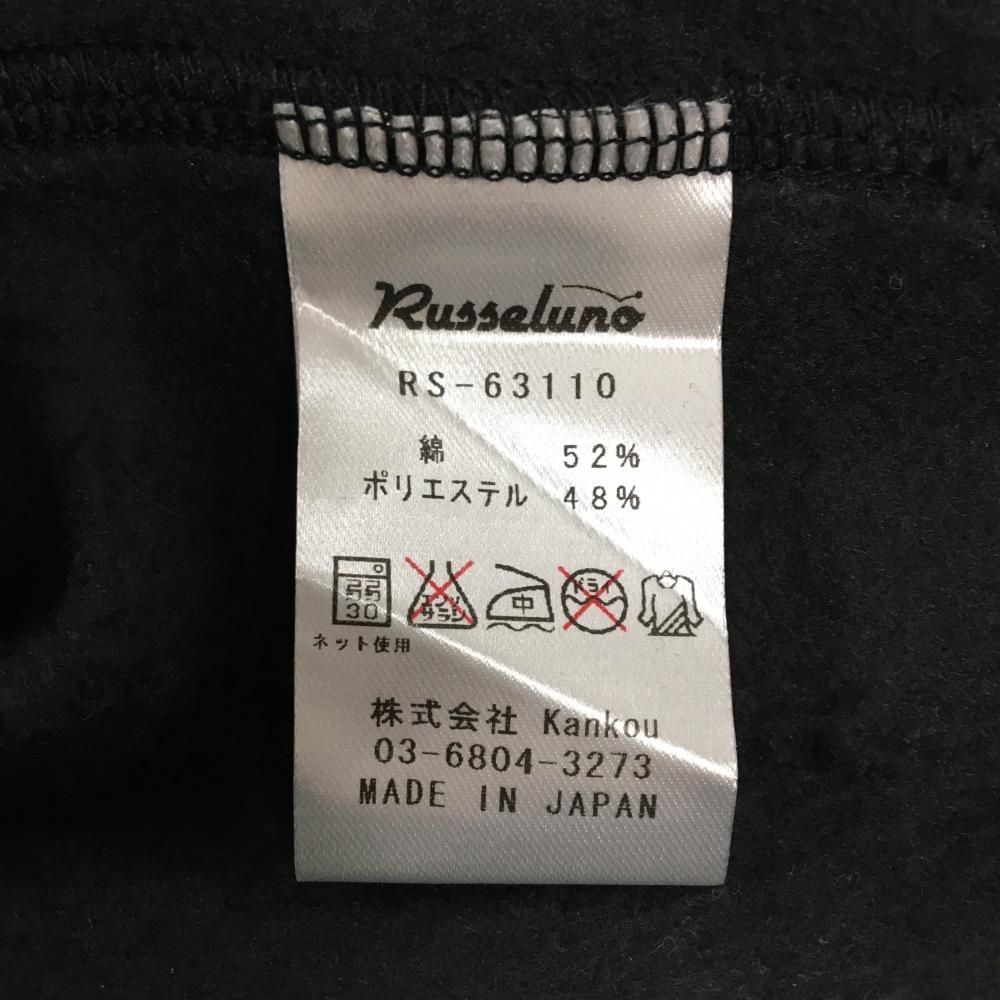 Russeluno
RS-63110
綿 52%
ポリエステル 48%
弱 30 エンソ サラシ 中 ドライ
ネット使用
株式会社 Kankou
03-6804-3273
MADE IN JAPAN